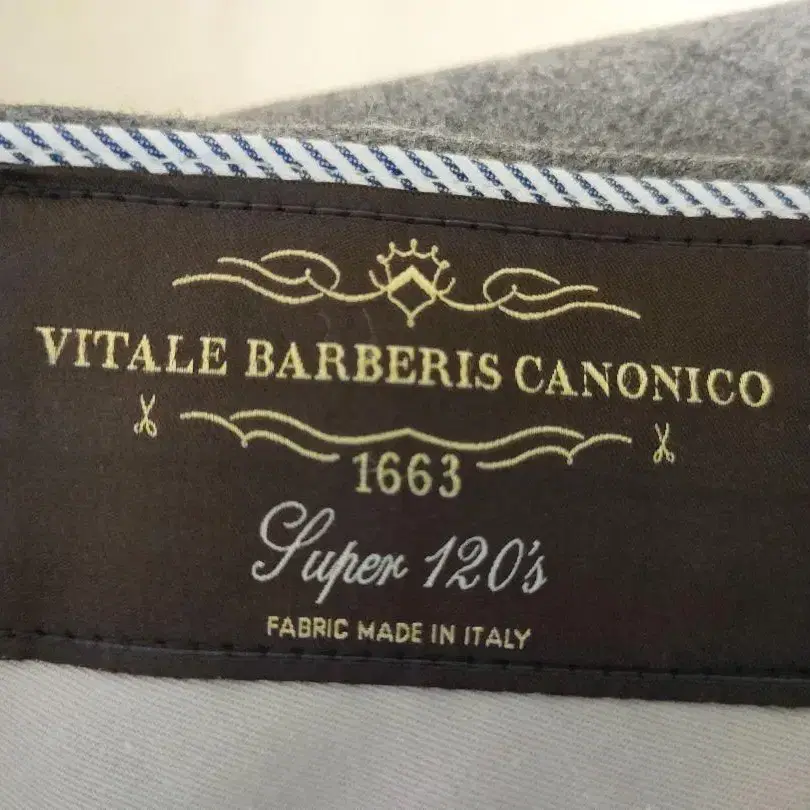 VITALE BARBERIS CANONICO
1663
Super 120's
FABRIC MADE IN ITALY